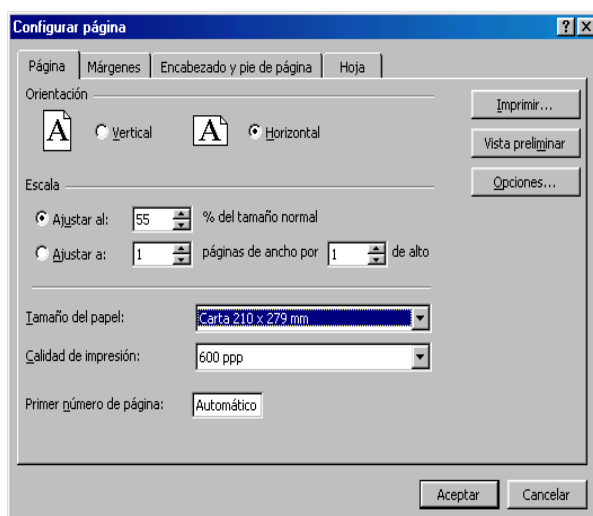 Configurar página
Página Márgenes Encabezado y pie de página Hoja
Orientación
A Vertical A Horizontal
Imprimir...
Vista preliminar
Opciones...
Escala
Ajustar al: 55 % del tamaño normal
Ajustar a: 1 páginas de ancho por 1 de alto
Tamaño del papel: Carta 210 x 279 mm
Calidad de impresión: 600 ppp
Primer número de página: Automático
Aceptar Cancelar